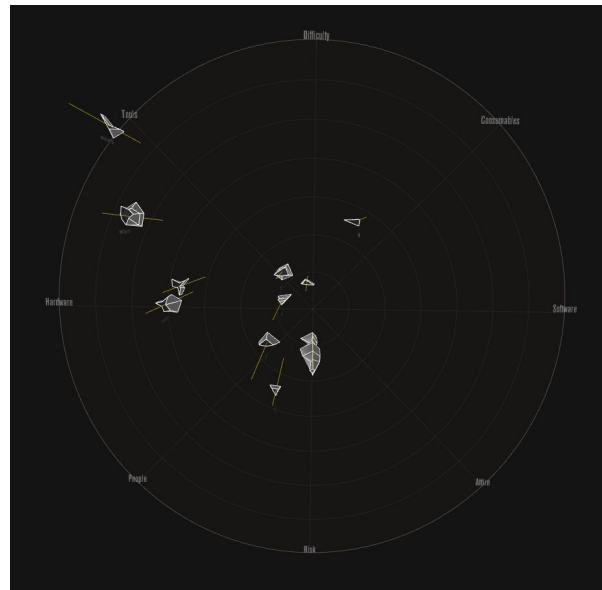 Difficulty
Tools
Consumables
Hardware
Software
People
Attire
Risk